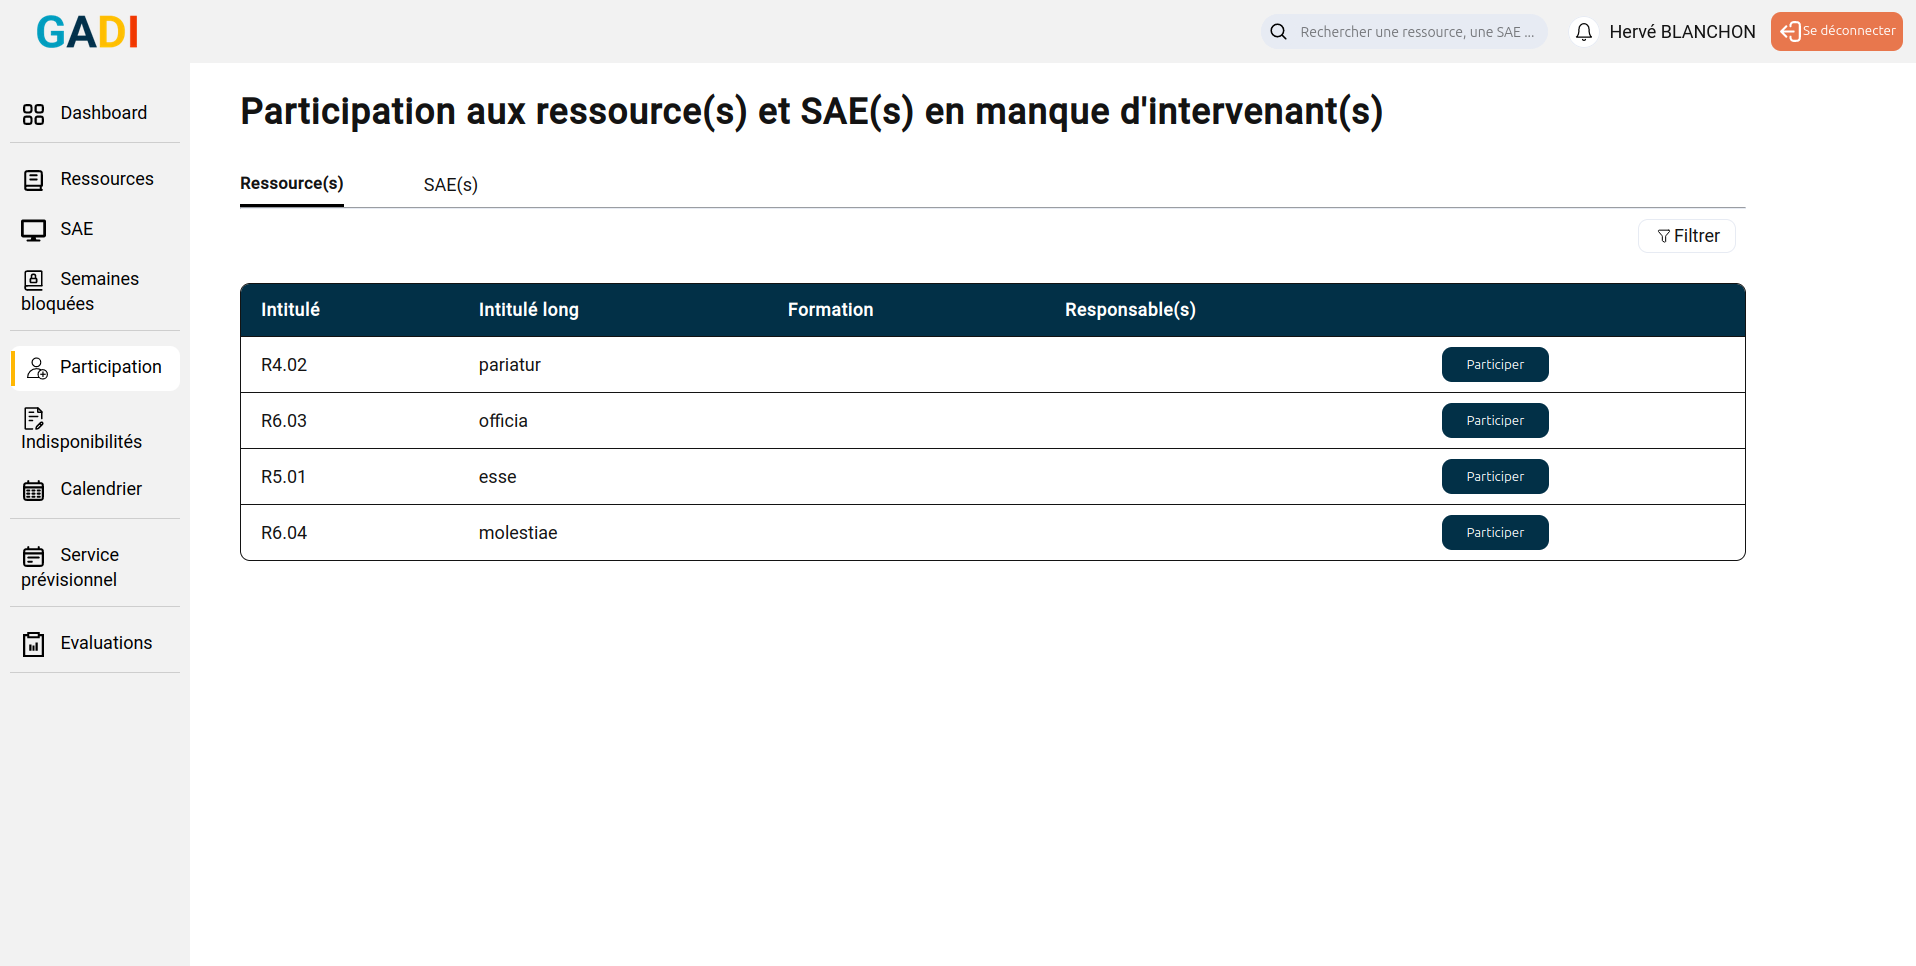 GADI
Rechercher une ressource, une SAE ...
Hervé BLANCHON
Se déconnecter
Dashboard
Ressources
SAE
Semaines
bloquées
Participation
Indisponibilités
Calendrier
Service
prévisionnel
Evaluations
Participation aux ressource(s) et SAE(s) en manque d'intervenant(s)
Ressource(s) SAE(s)
Filtrer
Intitulé Intitulé long Formation Responsable(s)
R4.02 pariatur Participer
R6.03 officia Participer
R5.01 esse Participer
R6.04 molestiae Participer